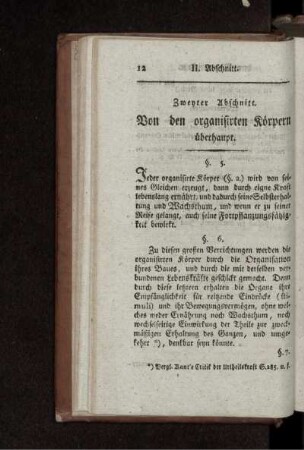 12 II. Abschnitt.
Zweyter Abschnitt.
Von den organisirten Körpern
überhaupt.
§. 5.
Jeder organisirte Körper (§. 2.) wird von sei-
nes Gleichen erzeugt, dann durch eigne Kraft
lebenslang ernährt, und dadurch seine Selbsterhal-
tung und Wachsthum, und wenn er zu seiner
Reife gelangt, auch seine Fortpflanzungsfähig-
keit bewirkt.
§. 6.
Zu diesen großen Verrichtungen werden die
organisirten Körper durch die Organisation
ihres Baues, und durch die mit derselben ver-
bundenen Lebenskräfte geschickt gemacht. Denn
durch diese letztern erhalten die Organe ihre
Empfänglichkeit für reitzende Eindrücke (sti-
muli) und ihr Bewegungsvermögen, ohne wel-
ches weder Ernährung noch Wachsthum, noch
wechselseitige Einwirkung der Theile zur zweck-
mäßigen Erhaltung des Ganzen, und umge-
kehrt *), denkbar seyn könnte.
§. 7.
*) Vergl. Kant's Critik der Urtheilskraft S. 285. u. f.